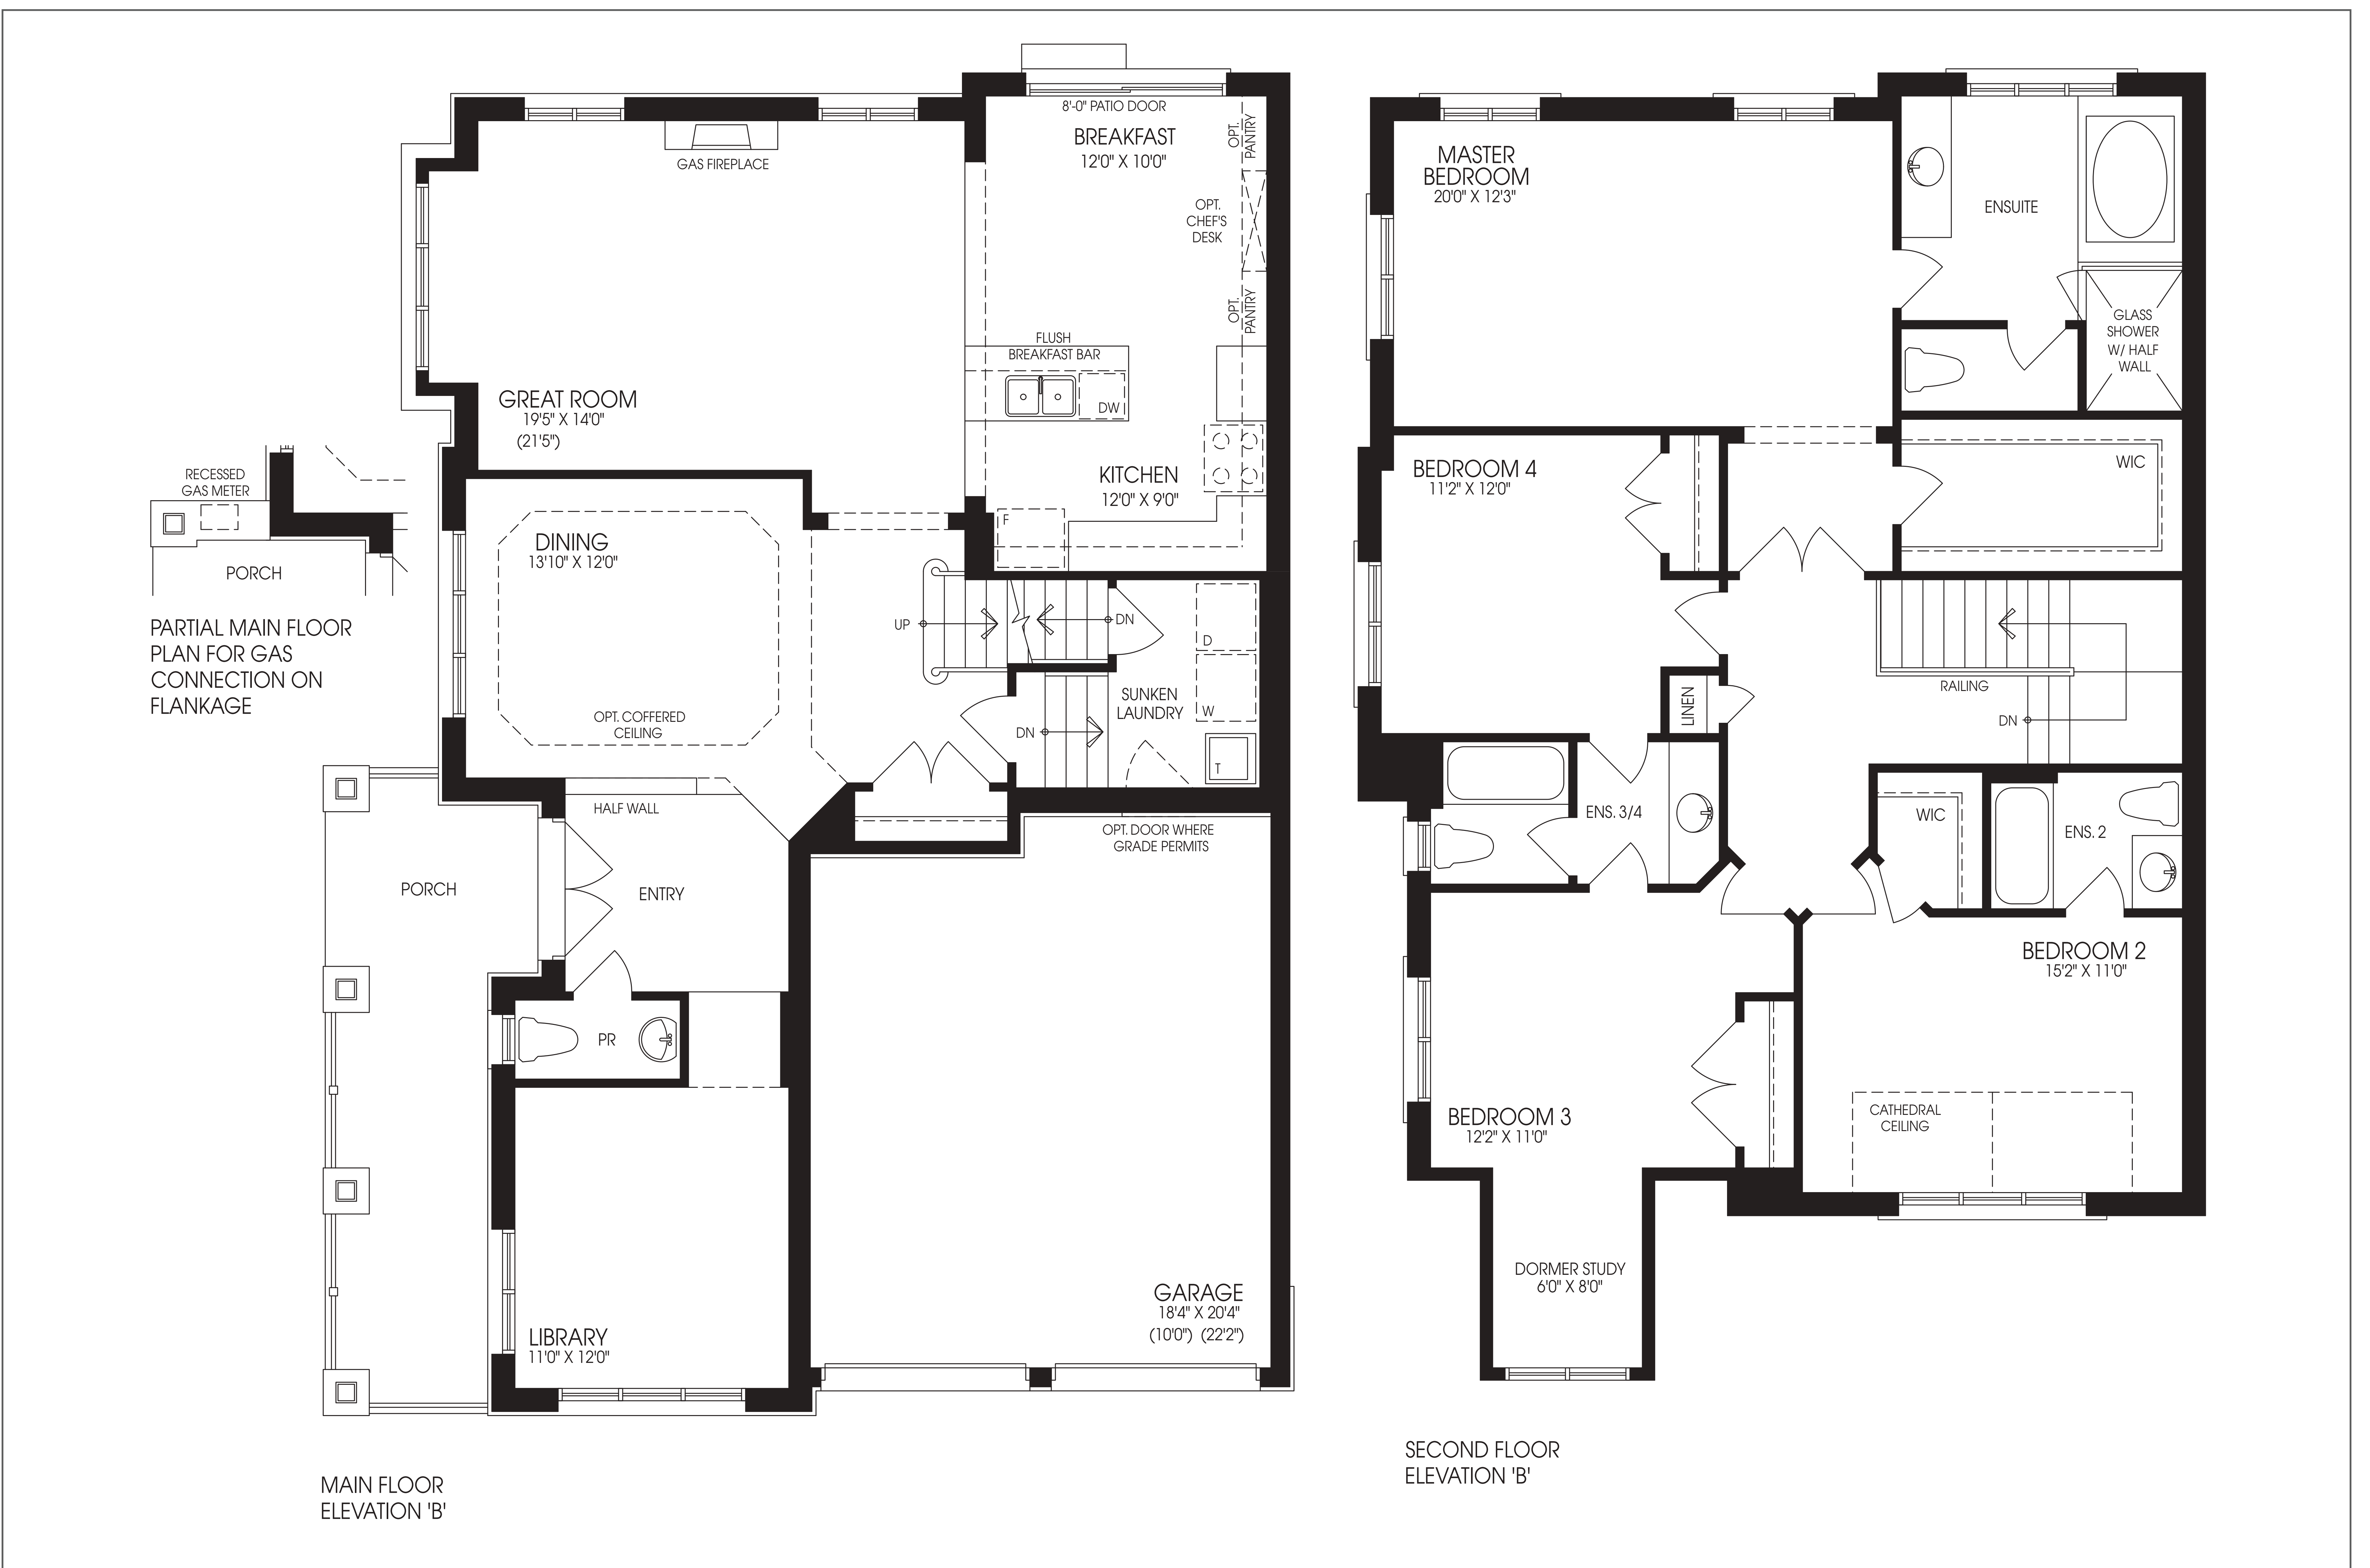 8'-0" PATIO DOOR
BREAKFAST
12'0" X 10'0"
OPT.
PANTRY
GAS FIREPLACE
OPT.
CHEF'S
DESK
OPT.
PANTRY
FLUSH
BREAKFAST BAR
DW
GREAT ROOM
19'5" X 14'0"
(21'5")
KITCHEN
12'0" X 9'0"
F
RECESSED
GAS METER
PORCH
PARTIAL MAIN FLOOR
PLAN FOR GAS
CONNECTION ON
FLANKAGE
DINING
13'10" X 12'0"
OPT. COFFERED
CEILING
UP
DN
D
W
SUNKEN
LAUNDRY
DN
T
HALF WALL
OPT. DOOR WHERE
GRADE PERMITS
PORCH
ENTRY
PR
LIBRARY
11'0" X 12'0"
GARAGE
18'4" X 20'4"
(10'0") (22'2")
MAIN FLOOR
ELEVATION 'B'
MASTER
BEDROOM
20'0" X 12'3"
ENSUITE
GLASS
SHOWER
W/ HALF
WALL
BEDROOM 4
11'2" X 12'0"
WIC
LINEN
RAILING
DN
ENS. 3/4
WIC
ENS. 2
BEDROOM 2
15'2" X 11'0"
BEDROOM 3
12'2" X 11'0"
CATHEDRAL
CEILING
DORMER STUDY
6'0" X 8'0"
SECOND FLOOR
ELEVATION 'B'